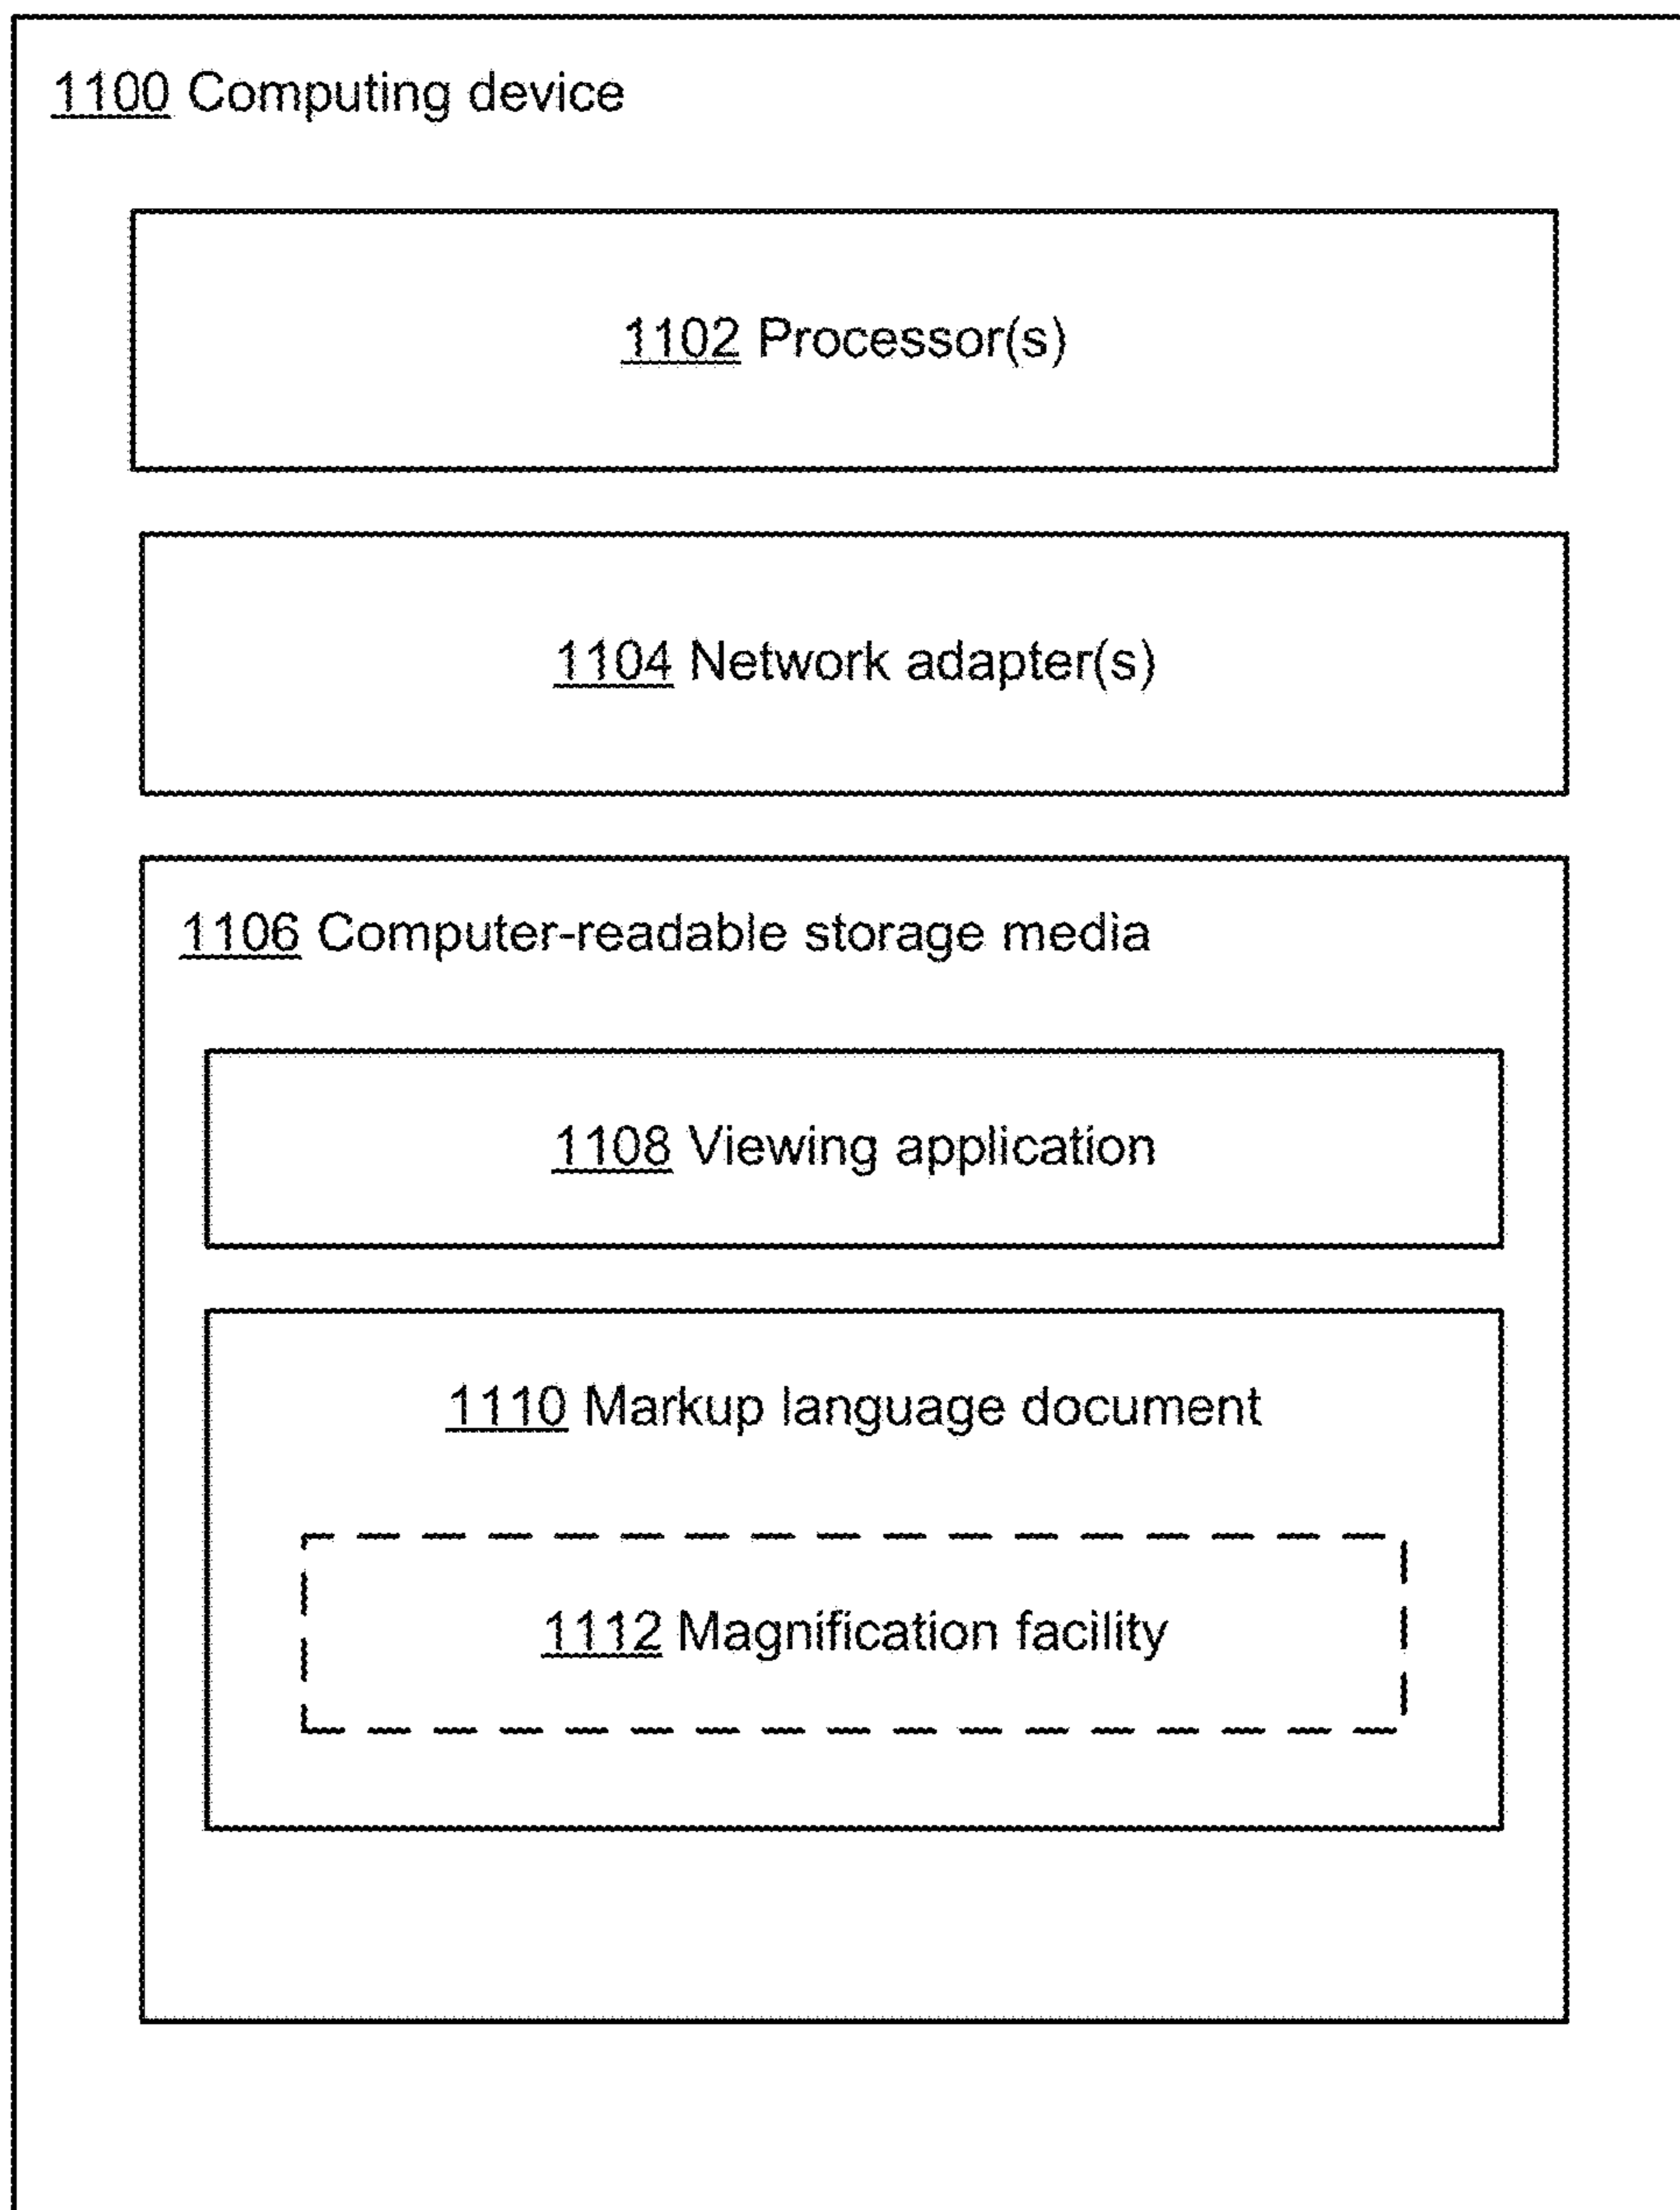 1100 Computing device
1102 Processor(s)
1104 Network adapter(s)
1106 Computer-readable storage media
1108 Viewing application
1110 Markup language document
1112 Magnification facility